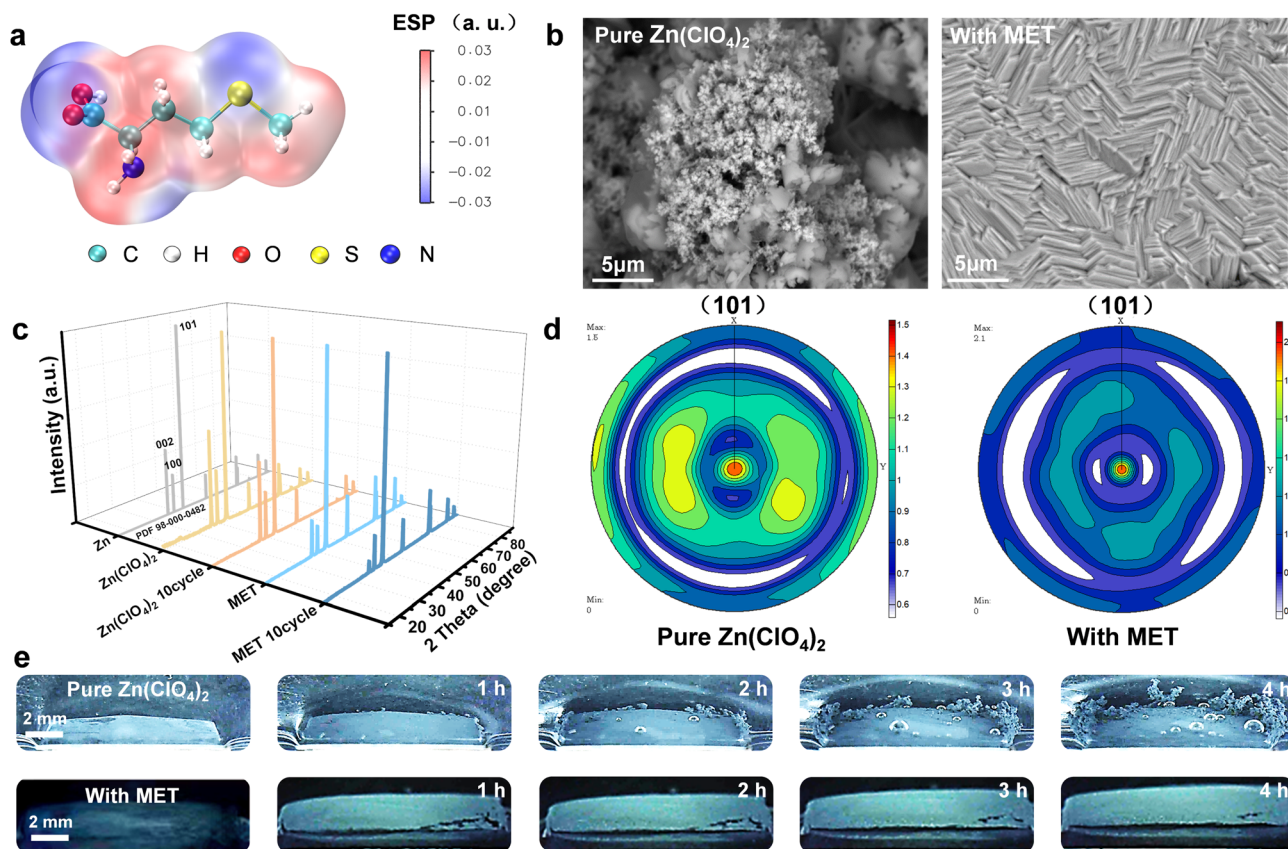 a
ESP （a. u.）
0.03
0.02
0.01
−0.01
−0.02
−0.03
C H O S N
b
Pure Zn(ClO₄)₂
5μm
With MET
5μm
c
Intensity (a.u.)
101
002
100
PDF 98-000-0482
Zn
Zn(ClO₄)₂
Zn(ClO₄)₂ 10cycle
MET
MET 10cycle
20 30 40 50 60 70 80
2 Theta (degree)
d
（101）
X
Max:
1.5
Y
Min:
0
1.5
1.4
1.3
1.2
1.1
1.0
0.9
0.8
0.7
0.6
Pure Zn(ClO₄)₂
（101）
X
Max:
2.1
Y
Min:
0
With MET
e
Pure Zn(ClO₄)₂
2 mm
1 h
2 h
3 h
4 h
With MET
2 mm
1 h
2 h
3 h
4 h